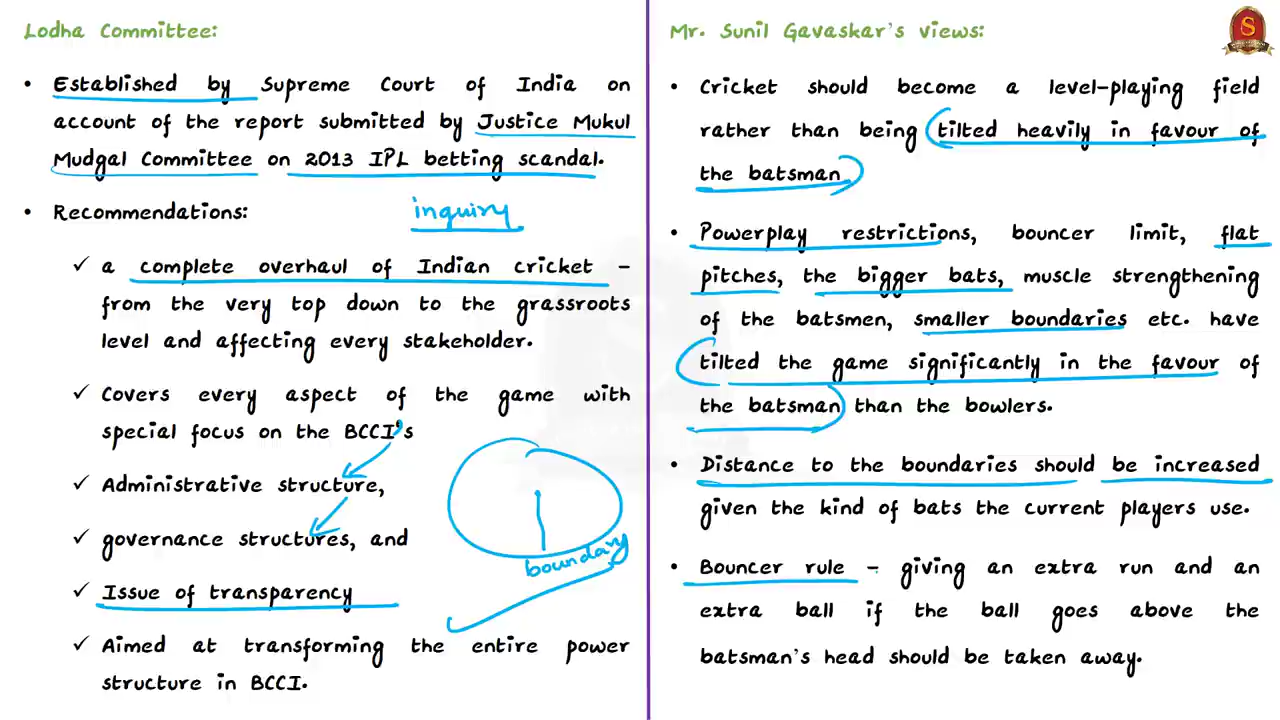 Lodha Committee:
• Established by Supreme Court of India on
account of the report submitted by Justice Mukul
Mudgal Committee on 2013 IPL betting scandal.
• Recommendations:
inquiry
✓ a complete overhaul of Indian cricket –
from the very top down to the grassroots
level and affecting every stakeholder.
✓ Covers every aspect of the game with
special focus on the BCCI's
✓ Administrative structure,
✓ governance structures, and
boundary
✓ Issue of transparency
✓ Aimed at transforming the entire power
structure in BCCI.
Mr. Sunil Gavaskar's views:
• Cricket should become a level-playing field
rather than being tilted heavily in favour of
the batsman
• Powerplay restrictions, bouncer limit, flat
pitches, the bigger bats, muscle strengthening
of the batsmen, smaller boundaries etc. have
tilted the game significantly in the favour of
the batsman than the bowlers.
• Distance to the boundaries should be increased
given the kind of bats the current players use.
• Bouncer rule – giving an extra run and an
extra ball if the ball goes above the
batsman's head should be taken away.
S